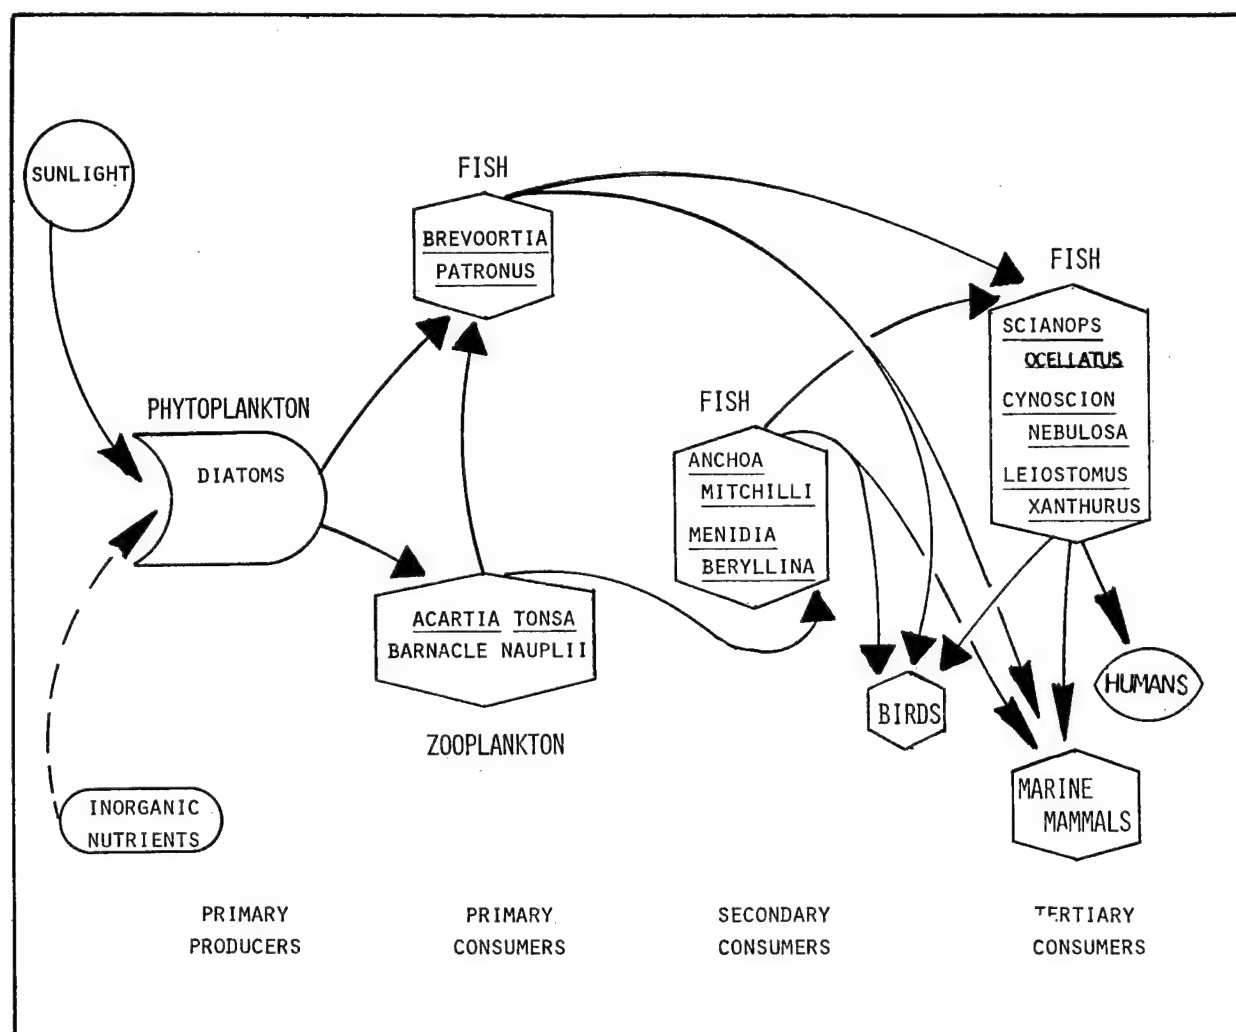 SUNLIGHT
FISH
BREVOORTIA
PATRONUS
FISH
SCIANOPS
OCELLATUS
CYNOSCION
NEBULOSA
LEIOSTOMUS
XANTHURUS
PHYTOPLANKTON
DIATOMS
FISH
ANCHOA
MITCHILLI
MENIDIA
BERYLLINA
ACARTIA TONSA
BARNACLE NAUPLII
ZOOPLANKTON
BIRDS
HUMANS
MARINE
MAMMALS
INORGANIC
NUTRIENTS
PRIMARY
PRODUCERS
PRIMARY
CONSUMERS
SECONDARY
CONSUMERS
TERTIARY
CONSUMERS